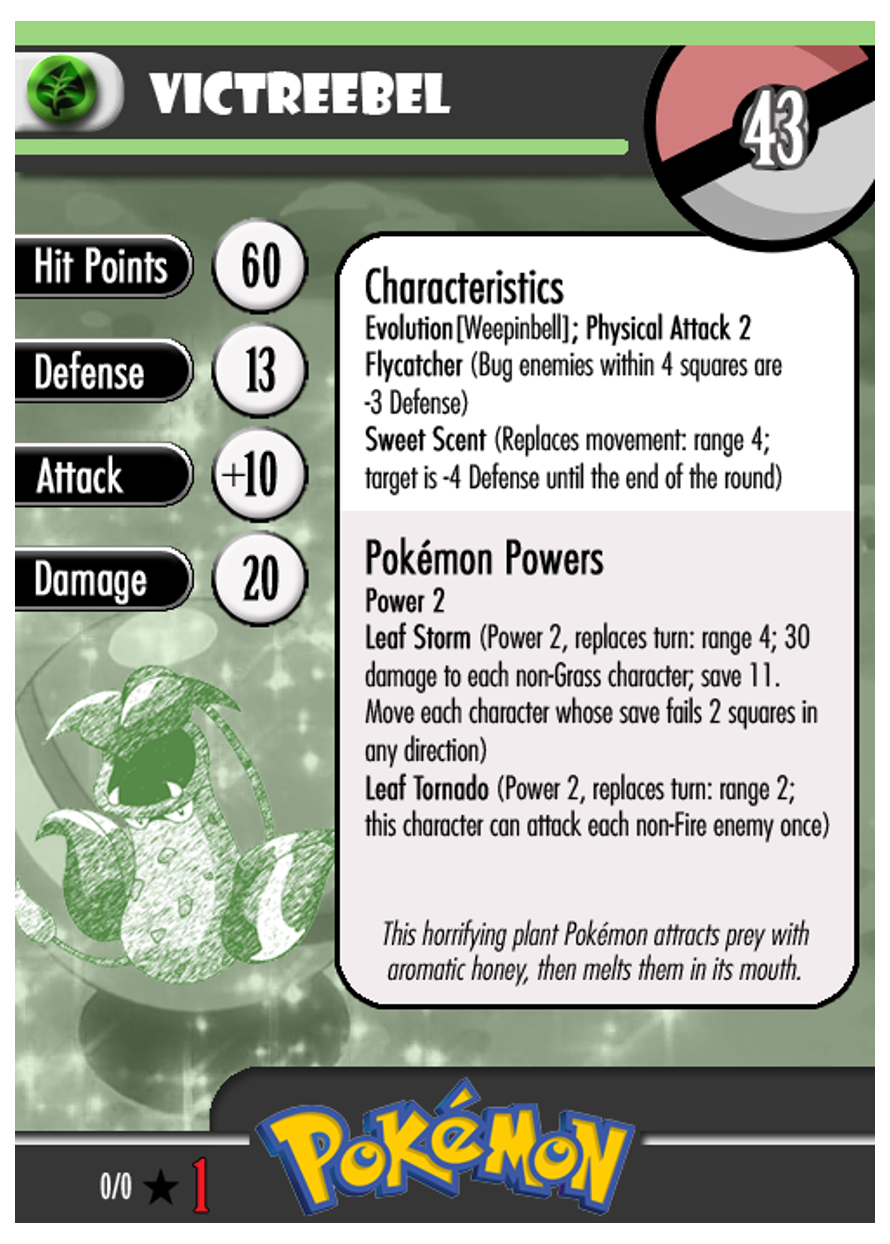 VICTREEBEL
43
Hit Points 60
Defense 13
Attack +10
Damage 20
Characteristics
Evolution[Weepinbell]; Physical Attack 2
Flycatcher (Bug enemies within 4 squares are
-3 Defense)
Sweet Scent (Replaces movement: range 4;
target is -4 Defense until the end of the round)
Pokémon Powers
Power 2
Leaf Storm (Power 2, replaces turn: range 4; 30
damage to each non-Grass character; save 11.
Move each character whose save fails 2 squares in
any direction)
Leaf Tornado (Power 2, replaces turn: range 2;
this character can attack each non-Fire enemy once)
This horrifying plant Pokémon attracts prey with
aromatic honey, then melts them in its mouth.
POKéMON
0/0 ★ 1